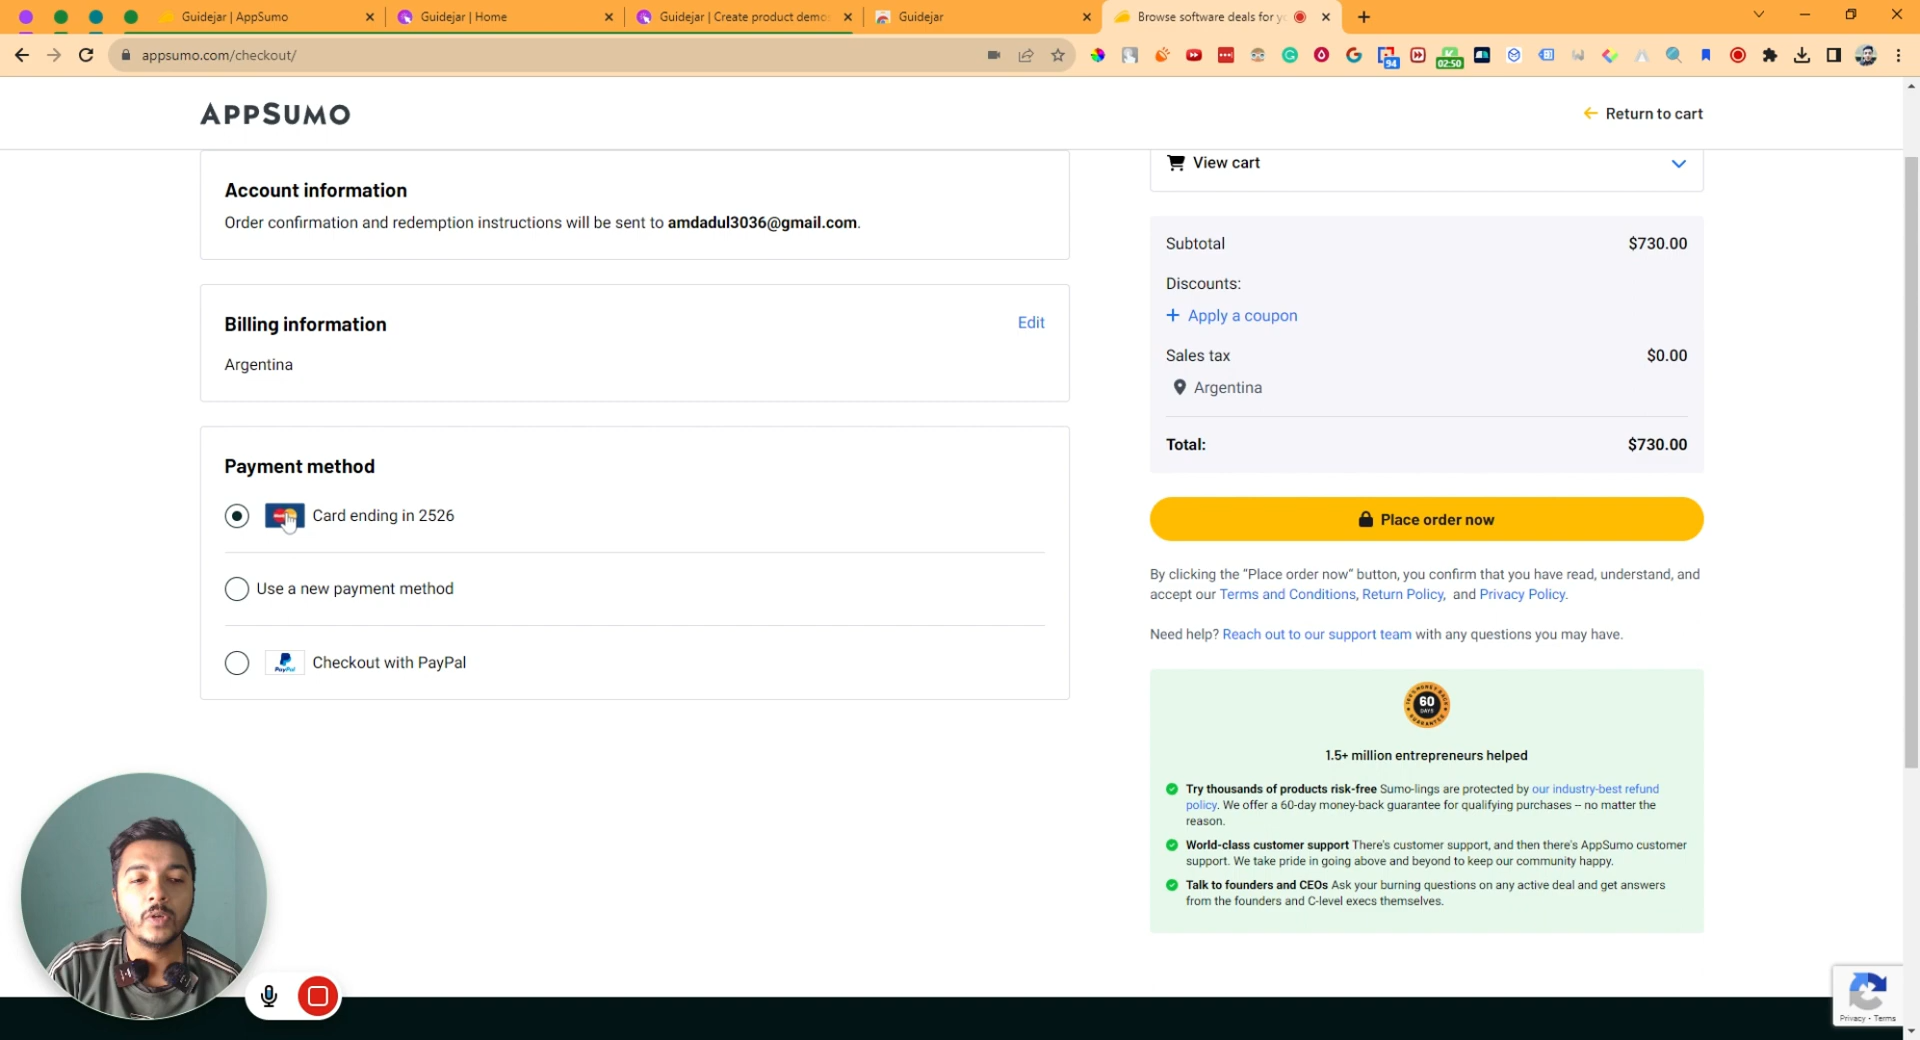 Guidejar | AppSumo
Guidejar | Home
Guidejar | Create product demo
Guidejar
Browse software deals for
appsumo.com/checkout/
94
02:50
APPSUMO
Return to cart
View cart
Account information
Order confirmation and redemption instructions will be sent to amdadul3036@gmail.com.
Billing information
Edit
Argentina
Payment method
Card ending in 2526
Use a new payment method
PayPal
Checkout with PayPal
Subtotal
$730.00
Discounts:
+ Apply a coupon
Sales tax
$0.00
Argentina
Total:
$730.00
Place order now
By clicking the "Place order now" button, you confirm that you have read, understand, and
accept our Terms and Conditions, Return Policy, and Privacy Policy.
Need help? Reach out to our support team with any questions you may have.
60
DAYS
1.5+ million entrepreneurs helped
Try thousands of products risk-free Sumo-lings are protected by our industry-best refund
policy. We offer a 60-day money-back guarantee for qualifying purchases – no matter the
reason.
World-class customer support There's customer support, and then there's AppSumo customer
support. We take pride in going above and beyond to keep our community happy.
Talk to founders and CEOs Ask your burning questions on any active deal and get answers
from the founders and C-level execs themselves.
Privacy - Terms